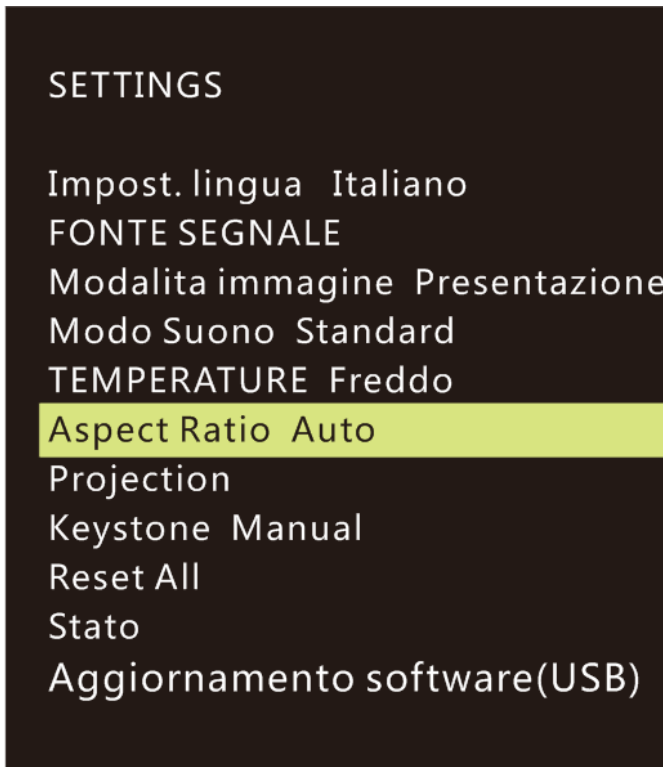 SETTINGS
Impost. lingua Italiano
FONTE SEGNALE
Modalita immagine Presentazione
Modo Suono Standard
TEMPERATURE Freddo
Aspect Ratio Auto
Projection
Keystone Manual
Reset All
Stato
Aggiornamento software(USB)